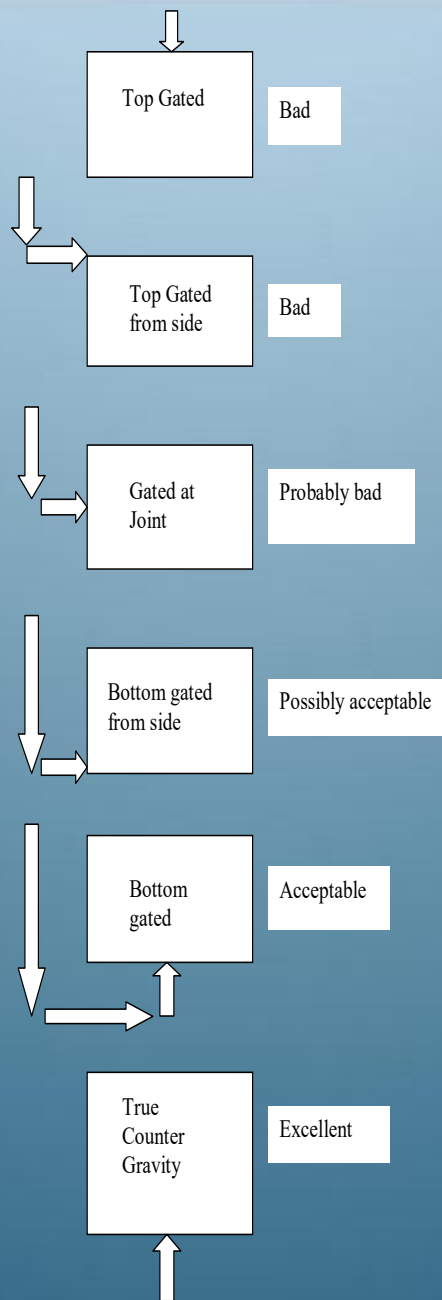 Top Gated
Bad
Top Gated
from side
Bad
Gated at
Joint
Probably bad
Bottom gated
from side
Possibly acceptable
Bottom
gated
Acceptable
True
Counter
Gravity
Excellent